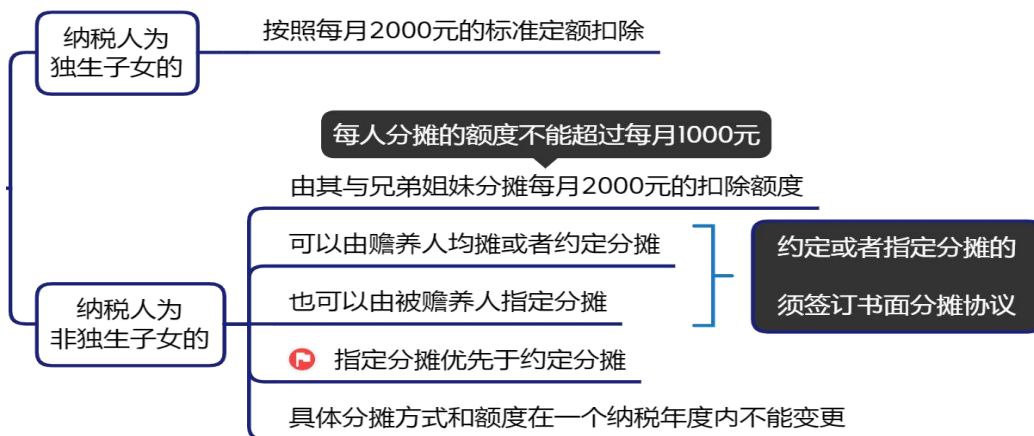 纳税人为
独生子女的
按照每月2000元的标准定额扣除
每人分摊的额度不能超过每月1000元
由其与兄弟姐妹分摊每月2000元的扣除额度
可以由赡养人均摊或者约定分摊
约定或者指定分摊的
须签订书面分摊协议
纳税人为
非独生子女的
也可以由被赡养人指定分摊
指定分摊优先于约定分摊
具体分摊方式和额度在一个纳税年度内不能变更